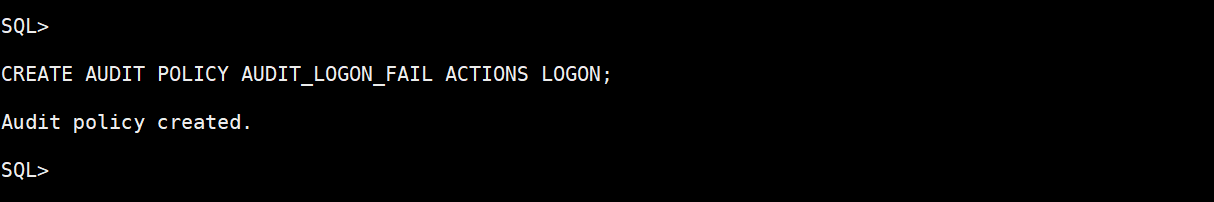 SQL>
CREATE AUDIT POLICY AUDIT_LOGON_FAIL ACTIONS LOGON;
Audit policy created.
SQL>